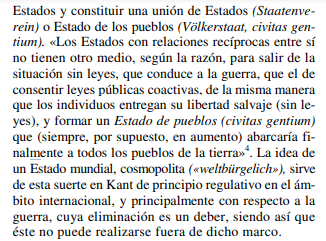 Estados y constituir una unión de Estados (Staatenve-
rein) o Estado de los pueblos (Völkerstaat, civitas gen-
tium). «Los Estados con relaciones recíprocas entre sí
no tienen otro medio, según la razón, para salir de la
situación sin leyes, que conduce a la guerra, que el de
consentir leyes públicas coactivas, de la misma manera
que los individuos entregan su libertad salvaje (sin le-
yes), y formar un Estado de pueblos (civitas gentium)
que (siempre, por supuesto, en aumento) abarcaría fi-
nalmente a todos los pueblos de la tierra»⁴. La idea de
un Estado mundial, cosmopolita («weltbürgelich»), sirve
de esta suerte en Kant de principio regulativo en el ám-
bito internacional, y principalmente con respecto a la
guerra, cuya eliminación es un deber, siendo así que
éste no puede realizarse fuera de dicho marco.